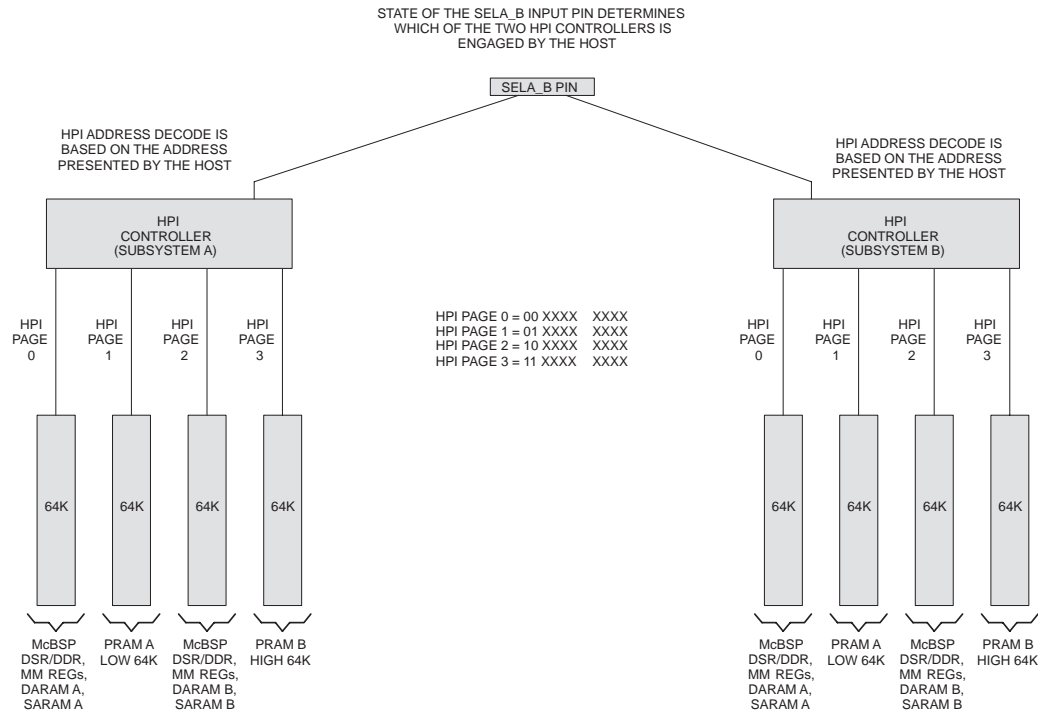 STATE OF THE SELA_B INPUT PIN DETERMINES
WHICH OF THE TWO HPI CONTROLLERS IS
ENGAGED BY THE HOST
SELA_B PIN
HPI ADDRESS DECODE IS
BASED ON THE ADDRESS
PRESENTED BY THE HOST
HPI
CONTROLLER
(SUBSYSTEM A)
HPI
PAGE
0
HPI
PAGE
1
HPI
PAGE
2
HPI
PAGE
3
64K
64K
64K
64K
McBSP
DSR/DDR,
MM REGs,
DARAM A,
SARAM A
PRAM A
LOW 64K
McBSP
DSR/DDR,
MM REGs,
DARAM B,
SARAM B
PRAM B
HIGH 64K
HPI PAGE 0 = 00 XXXX XXXX
HPI PAGE 1 = 01 XXXX XXXX
HPI PAGE 2 = 10 XXXX XXXX
HPI PAGE 3 = 11 XXXX XXXX
HPI ADDRESS DECODE IS
BASED ON THE ADDRESS
PRESENTED BY THE HOST
HPI
CONTROLLER
(SUBSYSTEM B)
HPI
PAGE
0
HPI
PAGE
1
HPI
PAGE
2
HPI
PAGE
3
64K
64K
64K
64K
McBSP
DSR/DDR,
MM REGs,
DARAM A,
SARAM A
PRAM A
LOW 64K
McBSP
DSR/DDR,
MM REGs,
DARAM B,
SARAM B
PRAM B
HIGH 64K